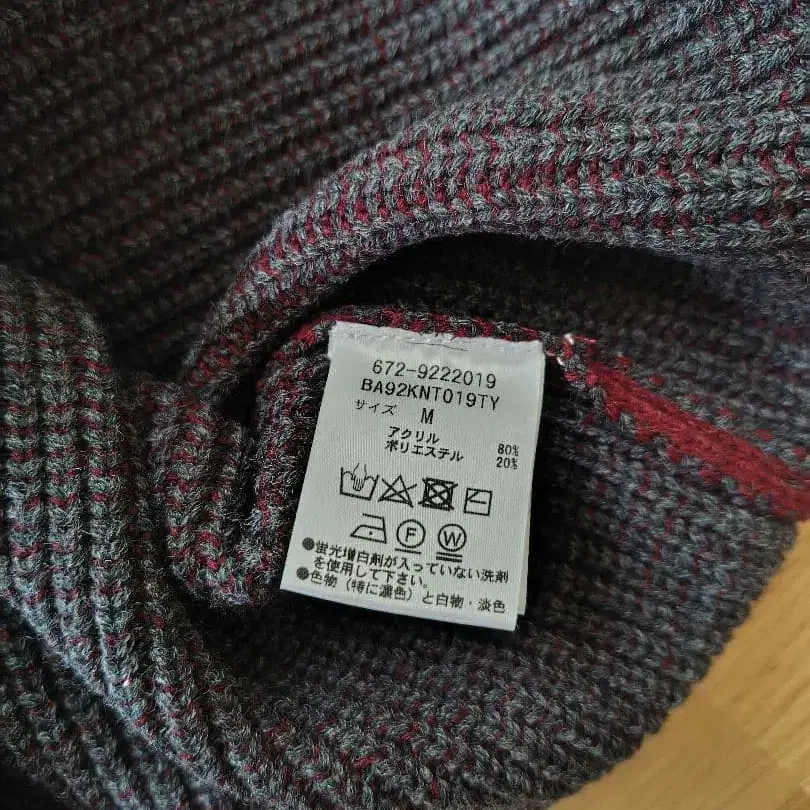 672-9222019
BA92KNT019TY
サイズ M
アクリル 80%
ポリエステル 20%
F W
●蛍光増白剤が入っていない洗剤
を使用して下さい。
●色物(特に濃色)と白物・淡色